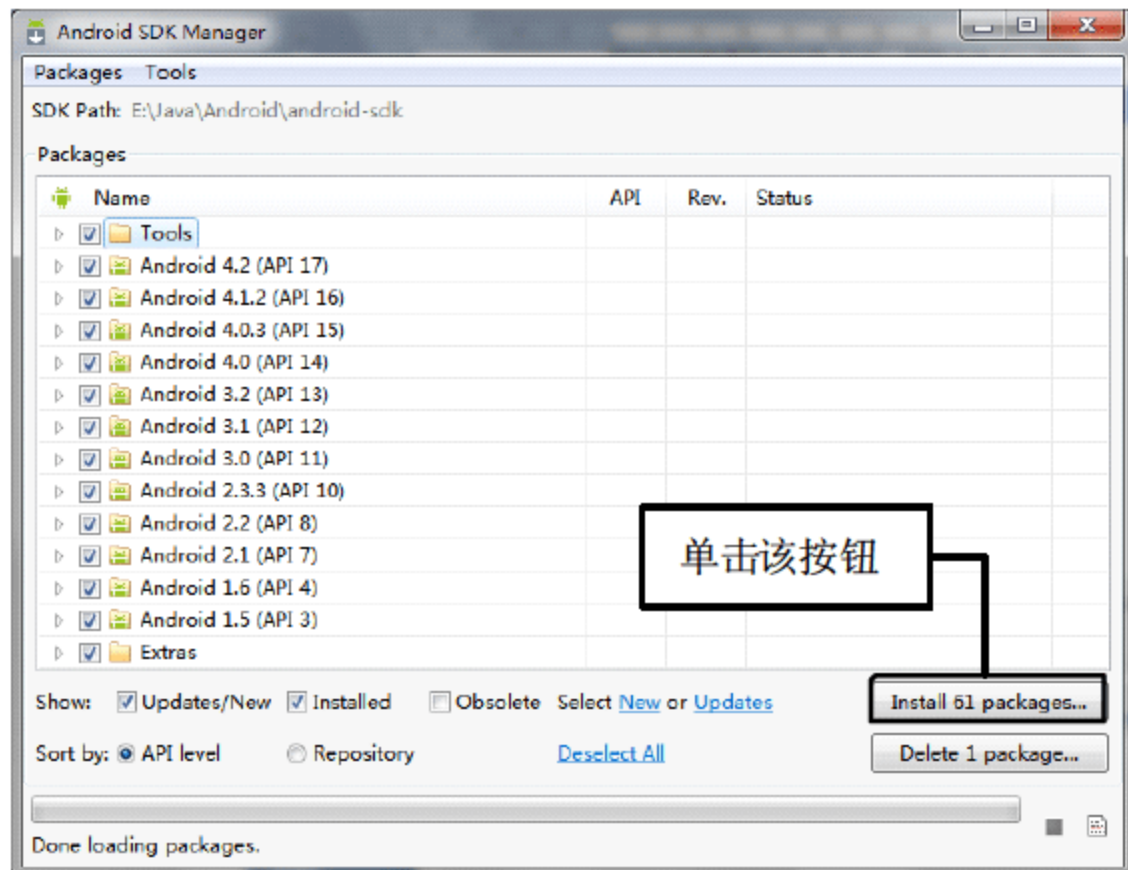 Android SDK Manager
Packages Tools
SDK Path: E:\Java\Android\android-sdk
Packages
Name API Rev. Status
Tools
Android 4.2 (API 17)
Android 4.1.2 (API 16)
Android 4.0.3 (API 15)
Android 4.0 (API 14)
Android 3.2 (API 13)
Android 3.1 (API 12)
Android 3.0 (API 11)
Android 2.3.3 (API 10)
Android 2.2 (API 8)
Android 2.1 (API 7)
Android 1.6 (API 4)
Android 1.5 (API 3)
Extras
单击该按钮
Show: Updates/New Installed Obsolete Select New or Updates Install 61 packages...
Sort by: API level Repository Deselect All Delete 1 package...
Done loading packages.